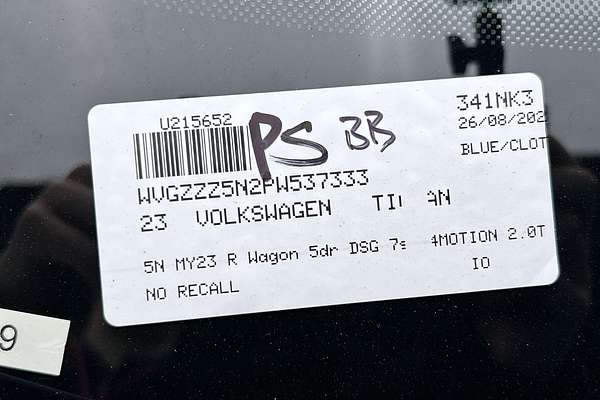 U215652
PS BB
341NK3
26/08/202
BLUE/CLOT
WVGZZZ5N2PW537333
23 VOLKSWAGEN TI AN
5N MY23 R Wagon 5dr DSG 7s 4MOTION 2.0T
NO RECALL IO
9